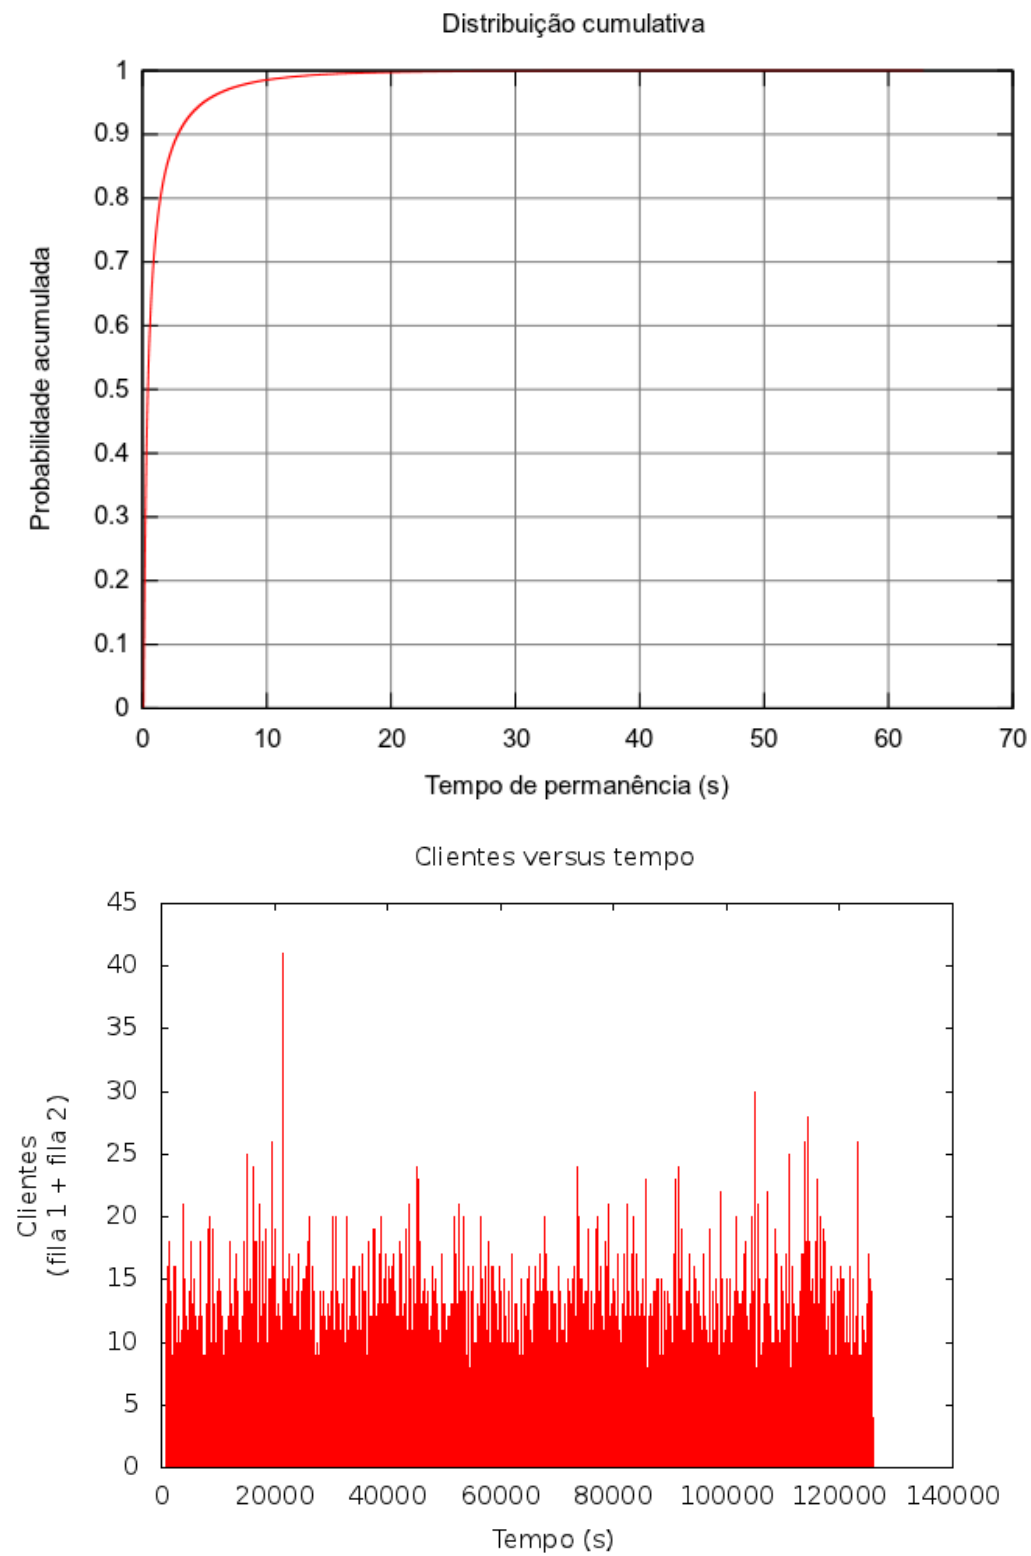 Distribuição cumulativa
1
0.9
0.8
0.7
0.6
0.5
0.4
0.3
0.2
0.1
0
Probabilidade acumulada
0 10 20 30 40 50 60 70
Tempo de permanência (s)
Clientes versus tempo
45
40
35
30
25
20
15
10
5
0
Clientes
(fila 1 + fila 2)
0 20000 40000 60000 80000 100000 120000 140000
Tempo (s)